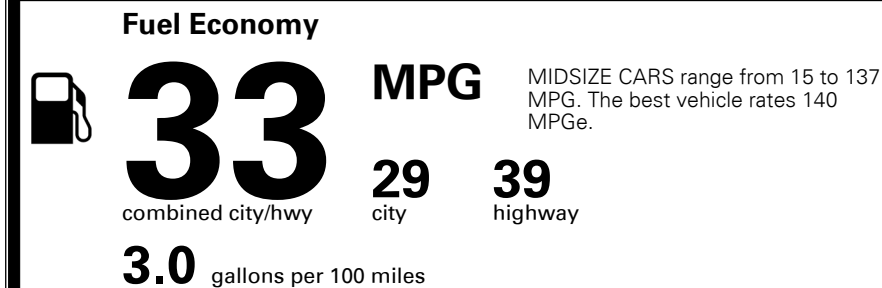 Fuel Economy
33 MPG
MIDSIZE CARS range from 15 to 137
MPG. The best vehicle rates 140
MPGe.
29 39
combined city/hwy city highway
3.0 gallons per 100 miles